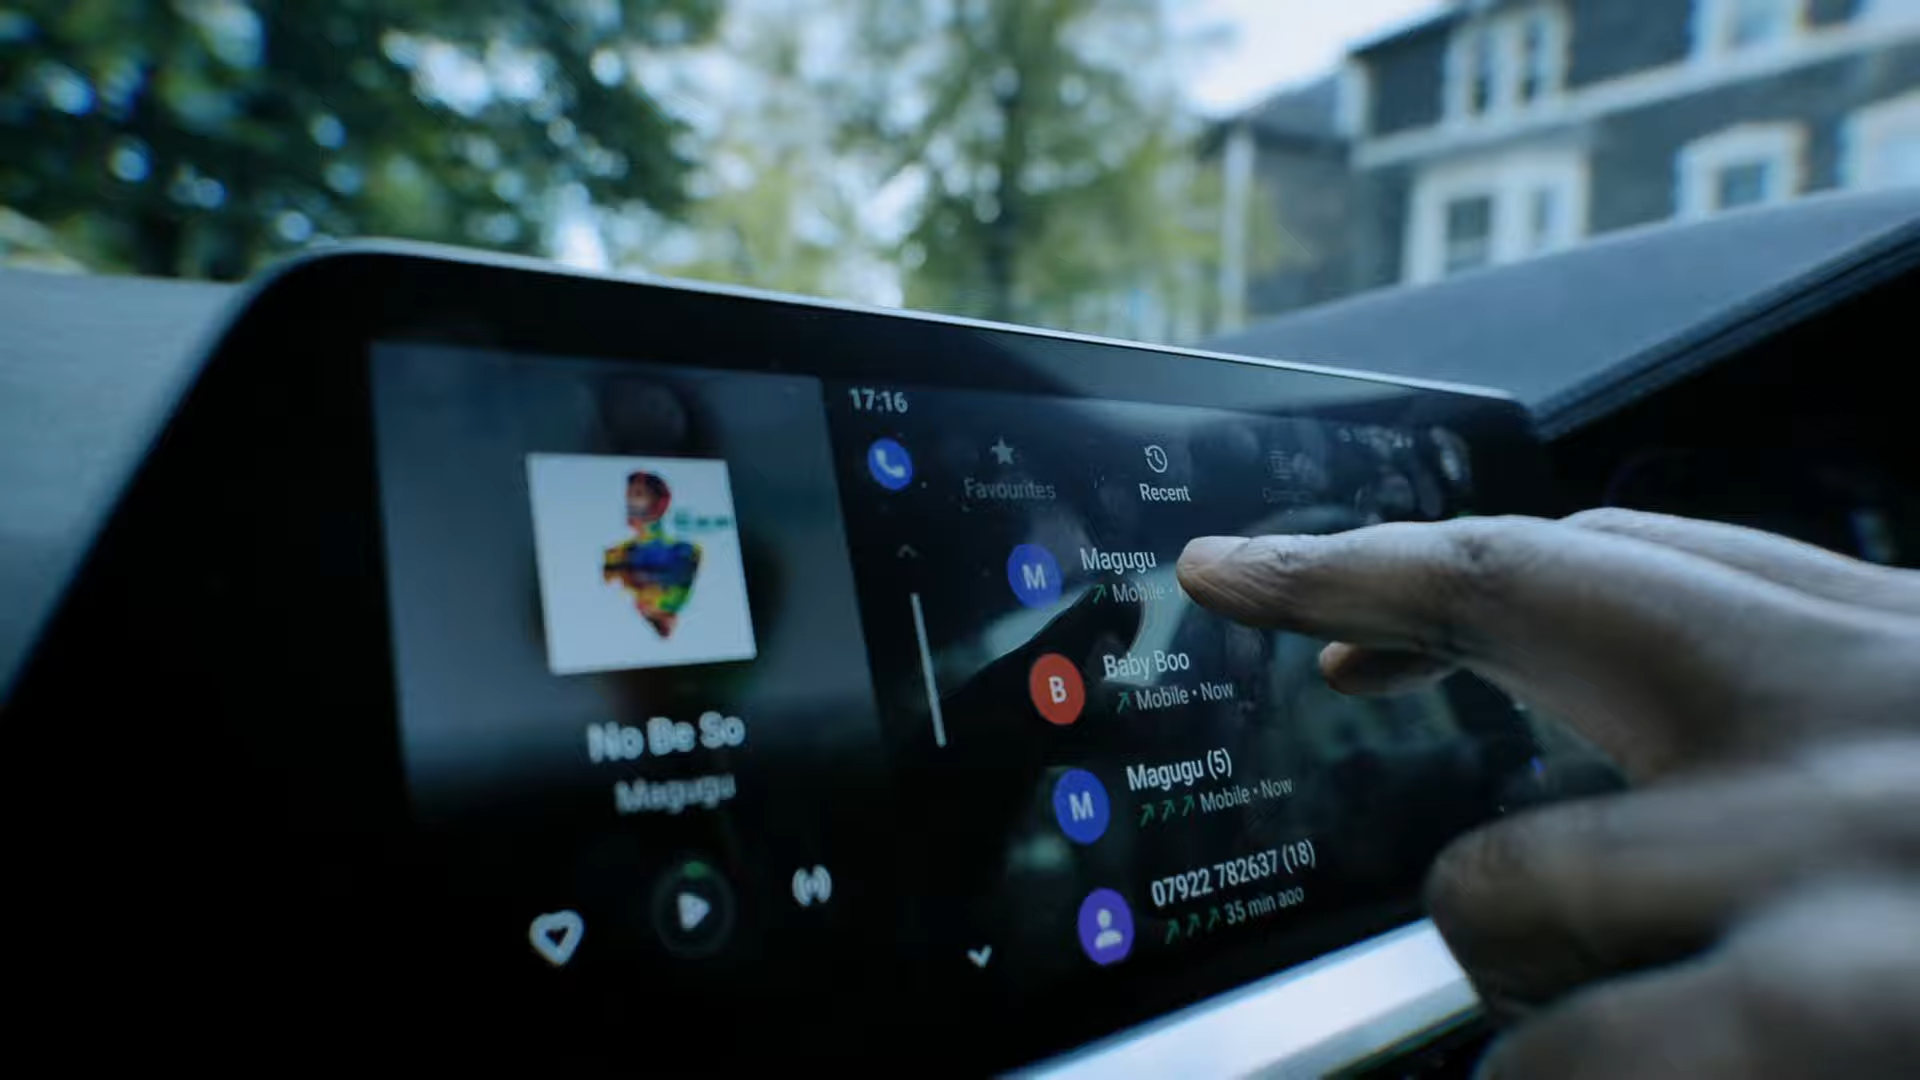 No Be So
Magugu
17:16
Favourites
Recent
M
Magugu
Mobile ·
B
Baby Boo
Mobile • Now
M
Magugu (5)
Mobile • Now
07922 782637 (18)
35 min ago